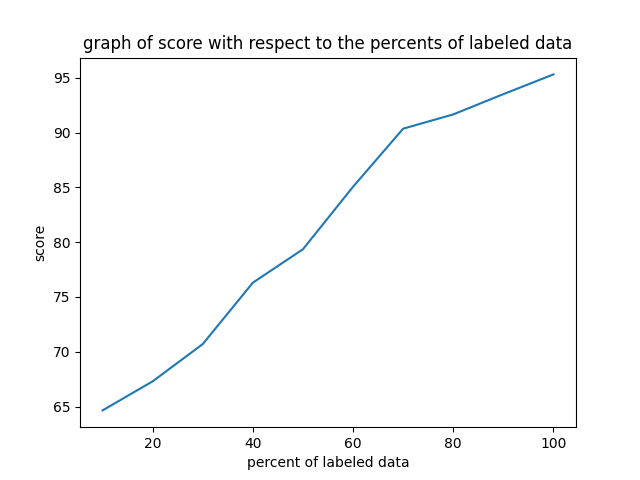 graph of score with respect to the percents of labeled data
95
90
85
80
75
70
65
score
20 40 60 80 100
percent of labeled data